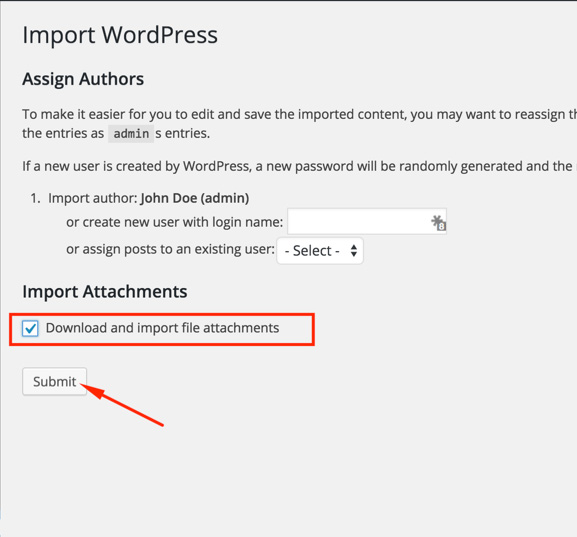 Import WordPress
Assign Authors
To make it easier for you to edit and save the imported content, you may want to reassign
the entries as admin s entries.
If a new user is created by WordPress, a new password will be randomly generated and the
1. Import author: John Doe (admin)
or create new user with login name:
or assign posts to an existing user: - Select -
Import Attachments
Download and import file attachments
Submit